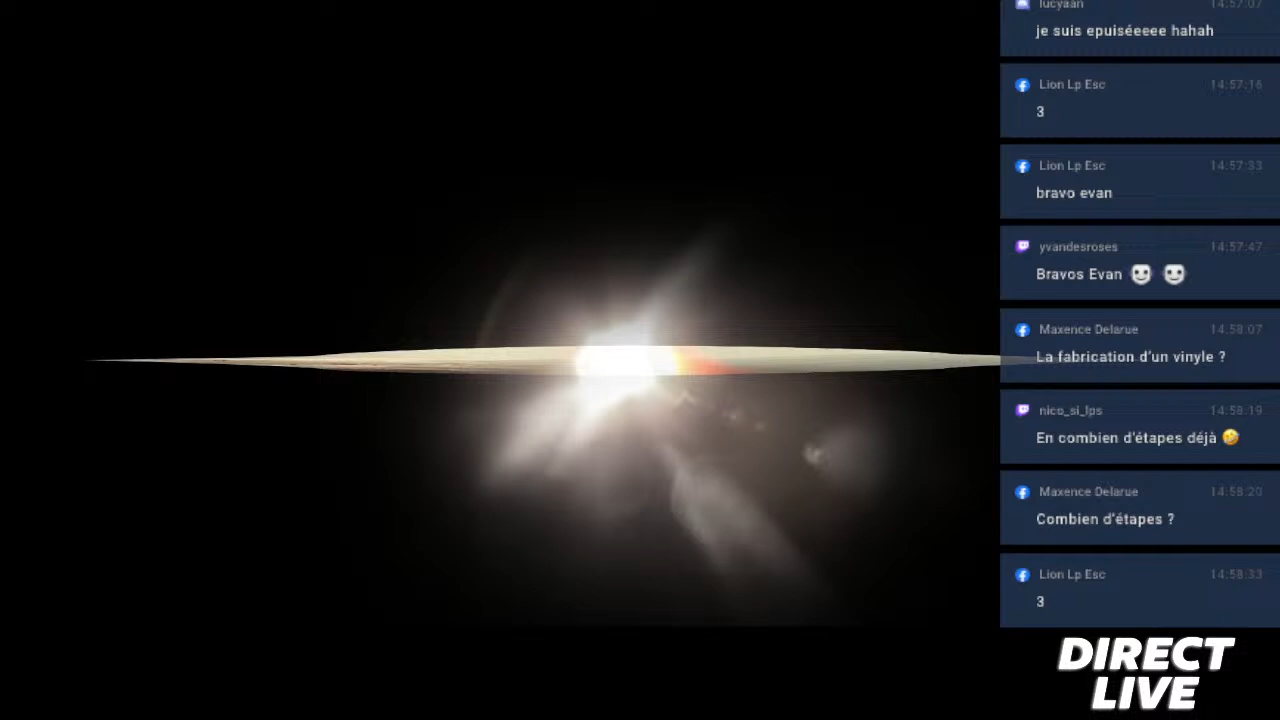 lucyaan 14:57:07
je suis epuiséeeee hahah
Lion Lp Esc 14:57:16
3
Lion Lp Esc 14:57:33
bravo evan
yvandesroses 14:57:47
Bravos Evan
Maxence Delarue 14:58:07
La fabrication d'un vinyle ?
nico_si_lps 14:58:19
En combien d'étapes déjà 🤣
Maxence Delarue 14:58:20
Combien d'étapes ?
Lion Lp Esc 14:58:33
3
DIRECT
LIVE